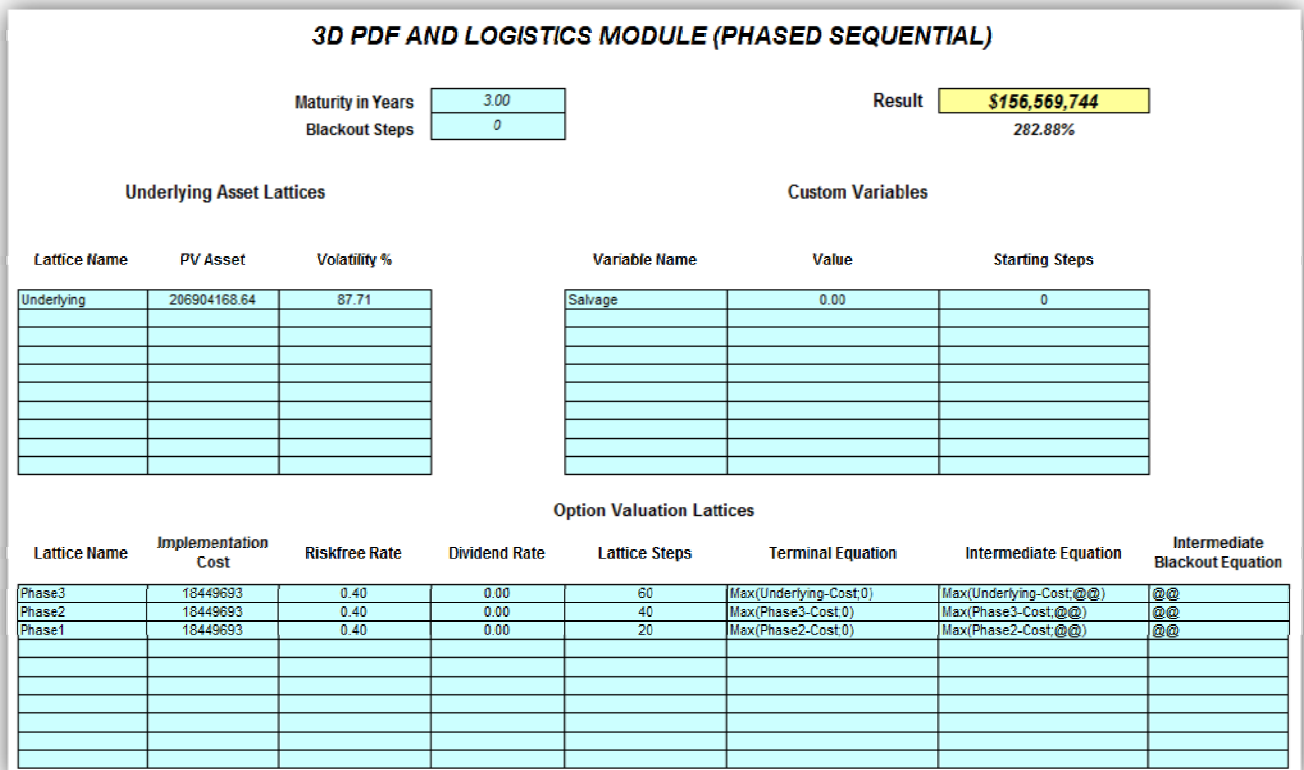 3D PDF AND LOGISTICS MODULE (PHASED SEQUENTIAL)
Maturity in Years 3.00 Result $156,569,744
Blackout Steps 0 282.88%
Underlying Asset Lattices Custom Variables
Lattice Name PV Asset Volatility % Variable Name Value Starting Steps
Underlying 206904168.64 87.71 Salvage 0.00 0
Option Valuation Lattices
Lattice Name Implementation Cost Riskfree Rate Dividend Rate Lattice Steps Terminal Equation Intermediate Equation Intermediate Blackout Equation
Phase3 18449693 0.40 0.00 60 Max(Underlying-Cost;0) Max(Underlying-Cost;@@) @@
Phase2 18449693 0.40 0.00 40 Max(Phase3-Cost;0) Max(Phase3-Cost;@@) @@
Phase1 18449693 0.40 0.00 20 Max(Phase2-Cost;0) Max(Phase2-Cost;@@) @@